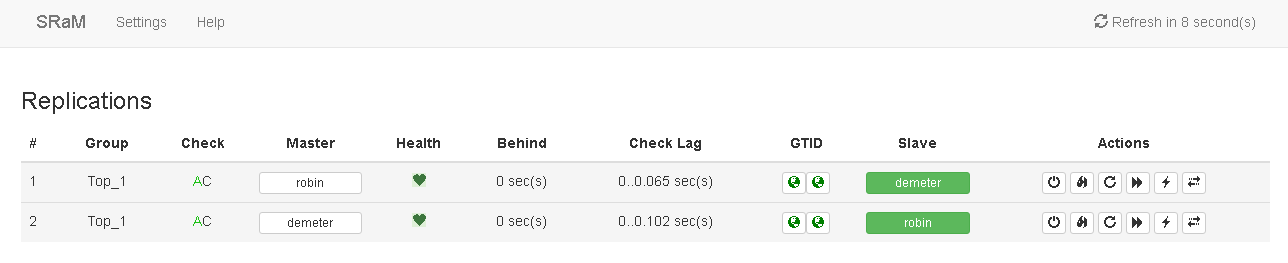 SRaM Settings Help Refresh in 8 second(s)
Replications
# Group Check Master Health Behind Check Lag GTID Slave Actions
1 Top_1 AC robin 0 sec(s) 0..0.065 sec(s) demeter
2 Top_1 AC demeter 0 sec(s) 0..0.102 sec(s) robin